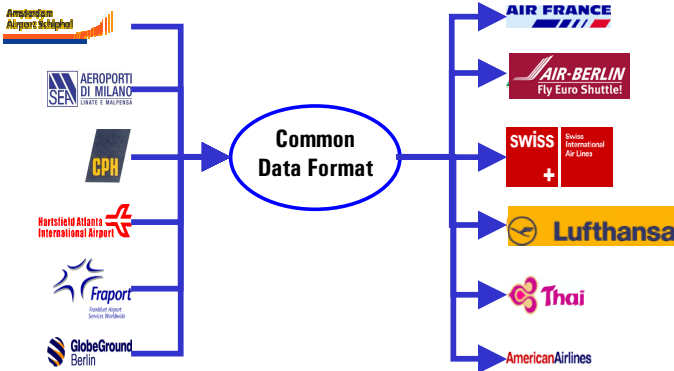 Amsterdam
Airport Schiphol
SEA
AEROPORTI
DI MILANO
LINATE E MALPENSA
CPH
Hartsfield Atlanta
International Airport
Fraport
Frankfurt Airport
Services Worldwide
GlobeGround
Berlin
Common
Data Format
AIR FRANCE
AIR-BERLIN
Fly Euro Shuttle!
swiss
Swiss
International
Air Lines
Lufthansa
Thai
AmericanAirlines